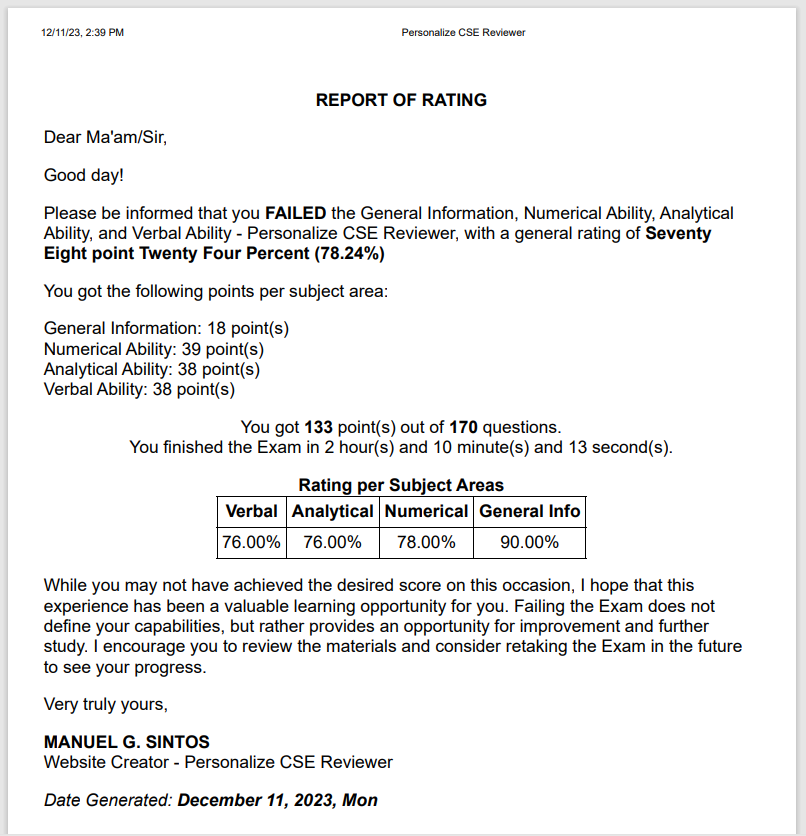 12/11/23, 2:39 PM Personalize CSE Reviewer
REPORT OF RATING
Dear Ma'am/Sir,
Good day!
Please be informed that you FAILED the General Information, Numerical Ability, Analytical
Ability, and Verbal Ability - Personalize CSE Reviewer, with a general rating of Seventy
Eight point Twenty Four Percent (78.24%)
You got the following points per subject area:
General Information: 18 point(s)
Numerical Ability: 39 point(s)
Analytical Ability: 38 point(s)
Verbal Ability: 38 point(s)
You got 133 point(s) out of 170 questions.
You finished the Exam in 2 hour(s) and 10 minute(s) and 13 second(s).
Rating per Subject Areas
Verbal Analytical Numerical General Info
76.00% 76.00% 78.00% 90.00%
While you may not have achieved the desired score on this occasion, I hope that this
experience has been a valuable learning opportunity for you. Failing the Exam does not
define your capabilities, but rather provides an opportunity for improvement and further
study. I encourage you to review the materials and consider retaking the Exam in the future
to see your progress.
Very truly yours,
MANUEL G. SINTOS
Website Creator - Personalize CSE Reviewer
Date Generated: December 11, 2023, Mon